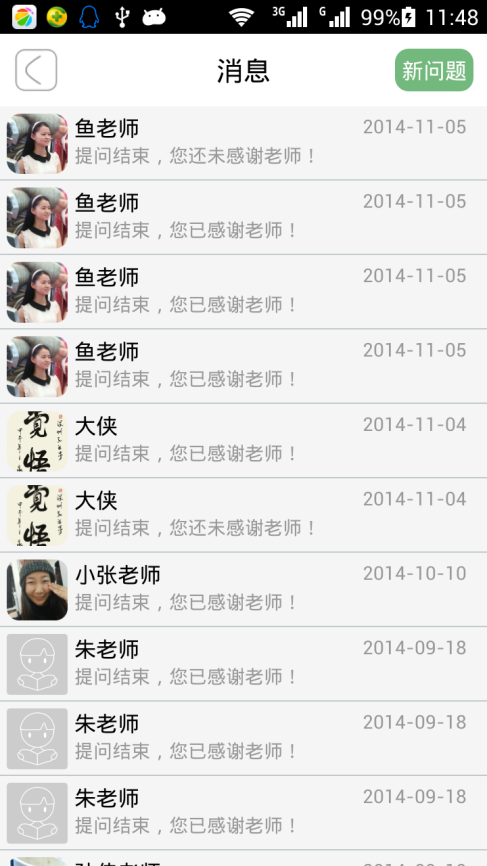 3G
G
99%
11:48
消息
新问题
鱼老师
2014-11-05
提问结束，您还未感谢老师！
鱼老师
2014-11-05
提问结束，您已感谢老师！
鱼老师
2014-11-05
提问结束，您已感谢老师！
鱼老师
2014-11-05
提问结束，您已感谢老师！
觉悟
大侠
2014-11-04
提问结束，您已感谢老师！
觉悟
大侠
2014-11-04
提问结束，您还未感谢老师！
小张老师
2014-10-10
提问结束，您已感谢老师！
朱老师
2014-09-18
提问结束，您已感谢老师！
朱老师
2014-09-18
提问结束，您已感谢老师！
朱老师
2014-09-18
提问结束，您已感谢老师！